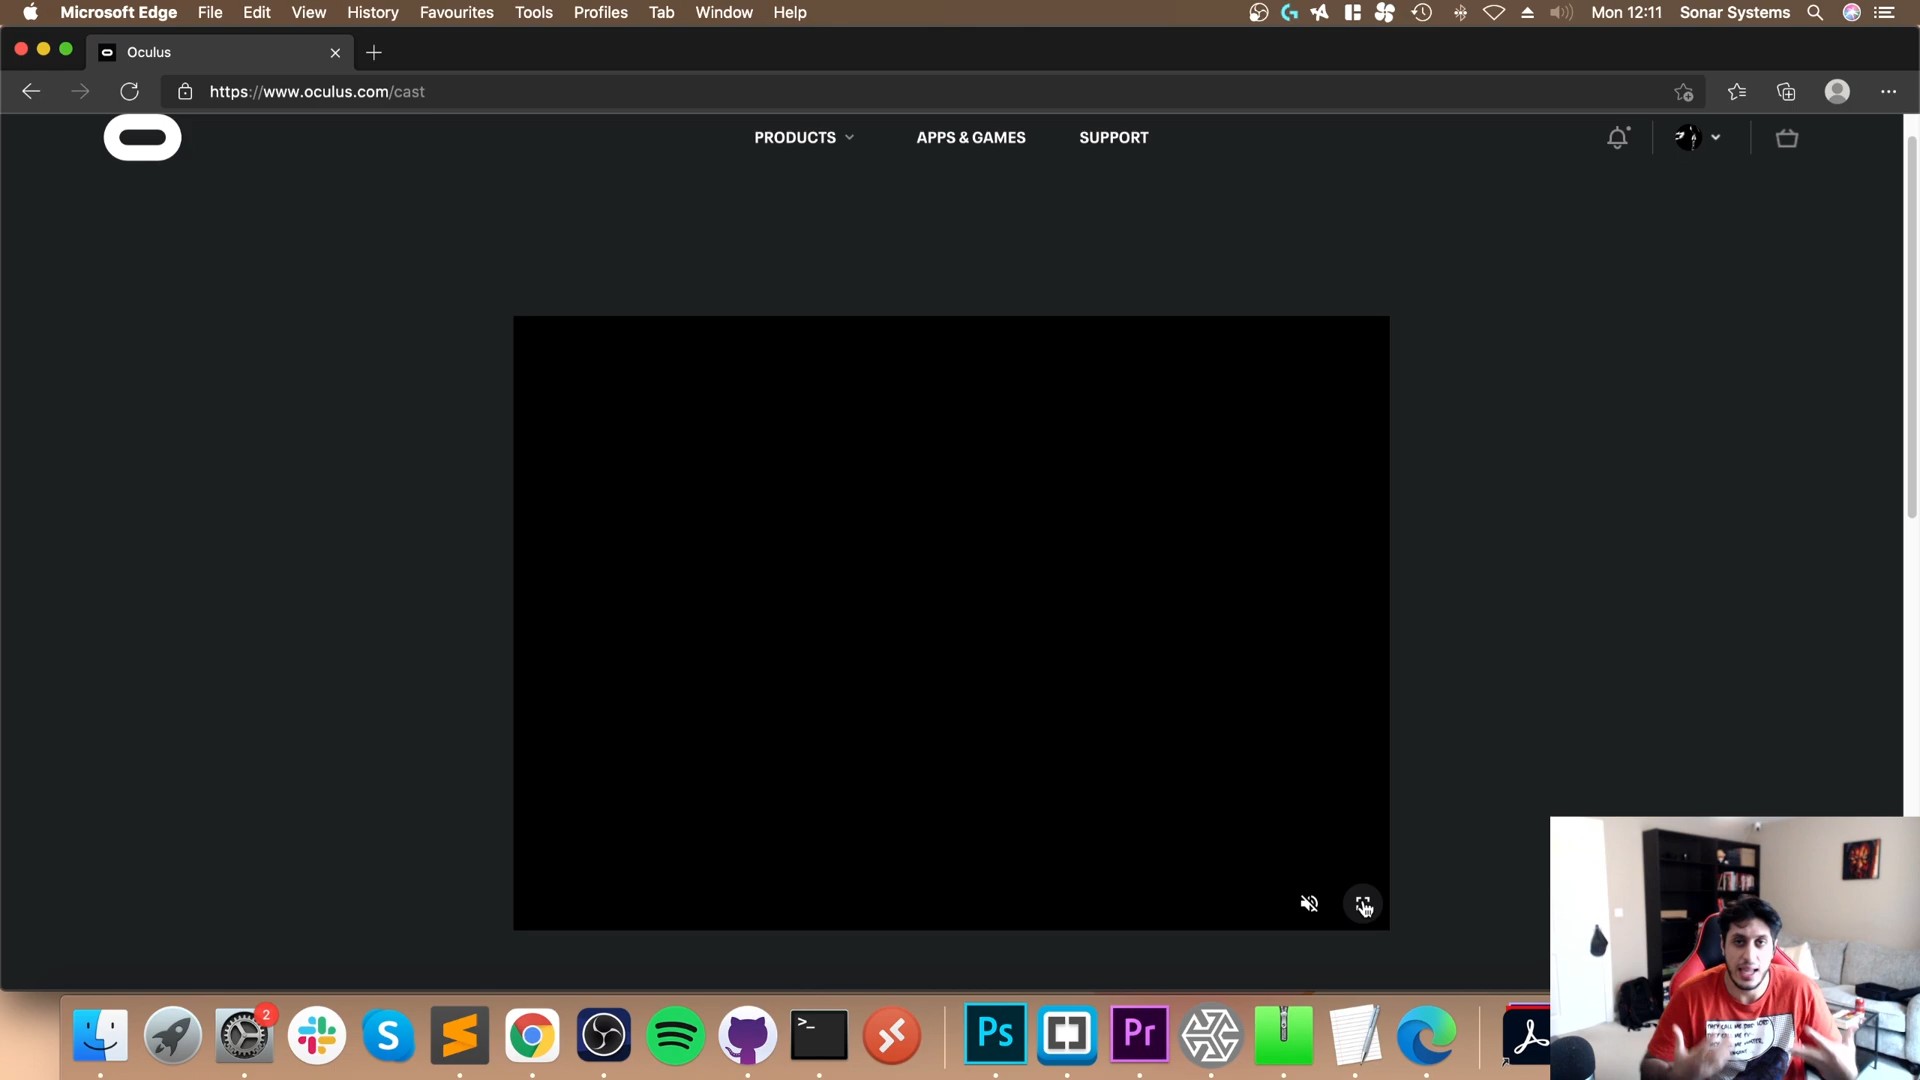 Microsoft Edge File Edit View History Favourites Tools Profiles Tab Window Help Mon 12:11 Sonar Systems
Oculus
https://www.oculus.com/cast
PRODUCTS APPS & GAMES SUPPORT
2
S
>_
Ps
Pr